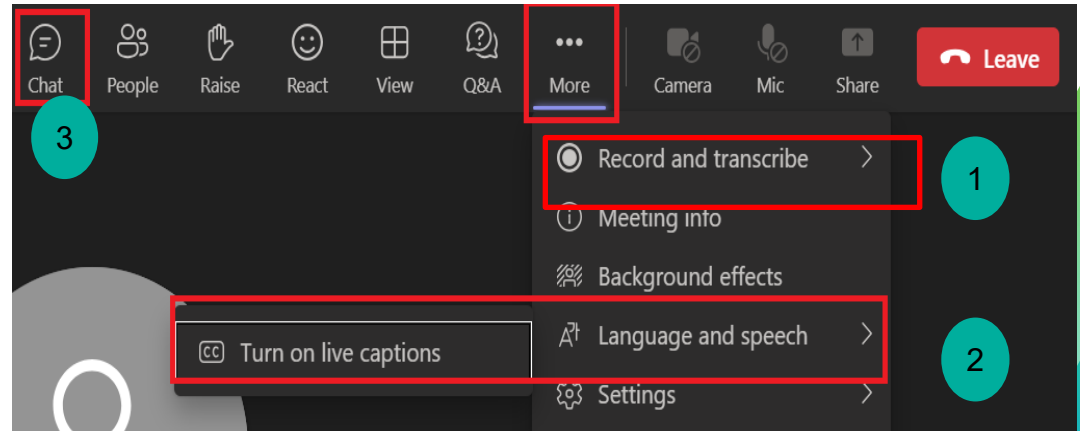 Chat People Raise React View Q&A More Camera Mic Share Leave
3
Record and transcribe
1
Meeting info
Background effects
CC Turn on live captions
Language and speech
2
Settings